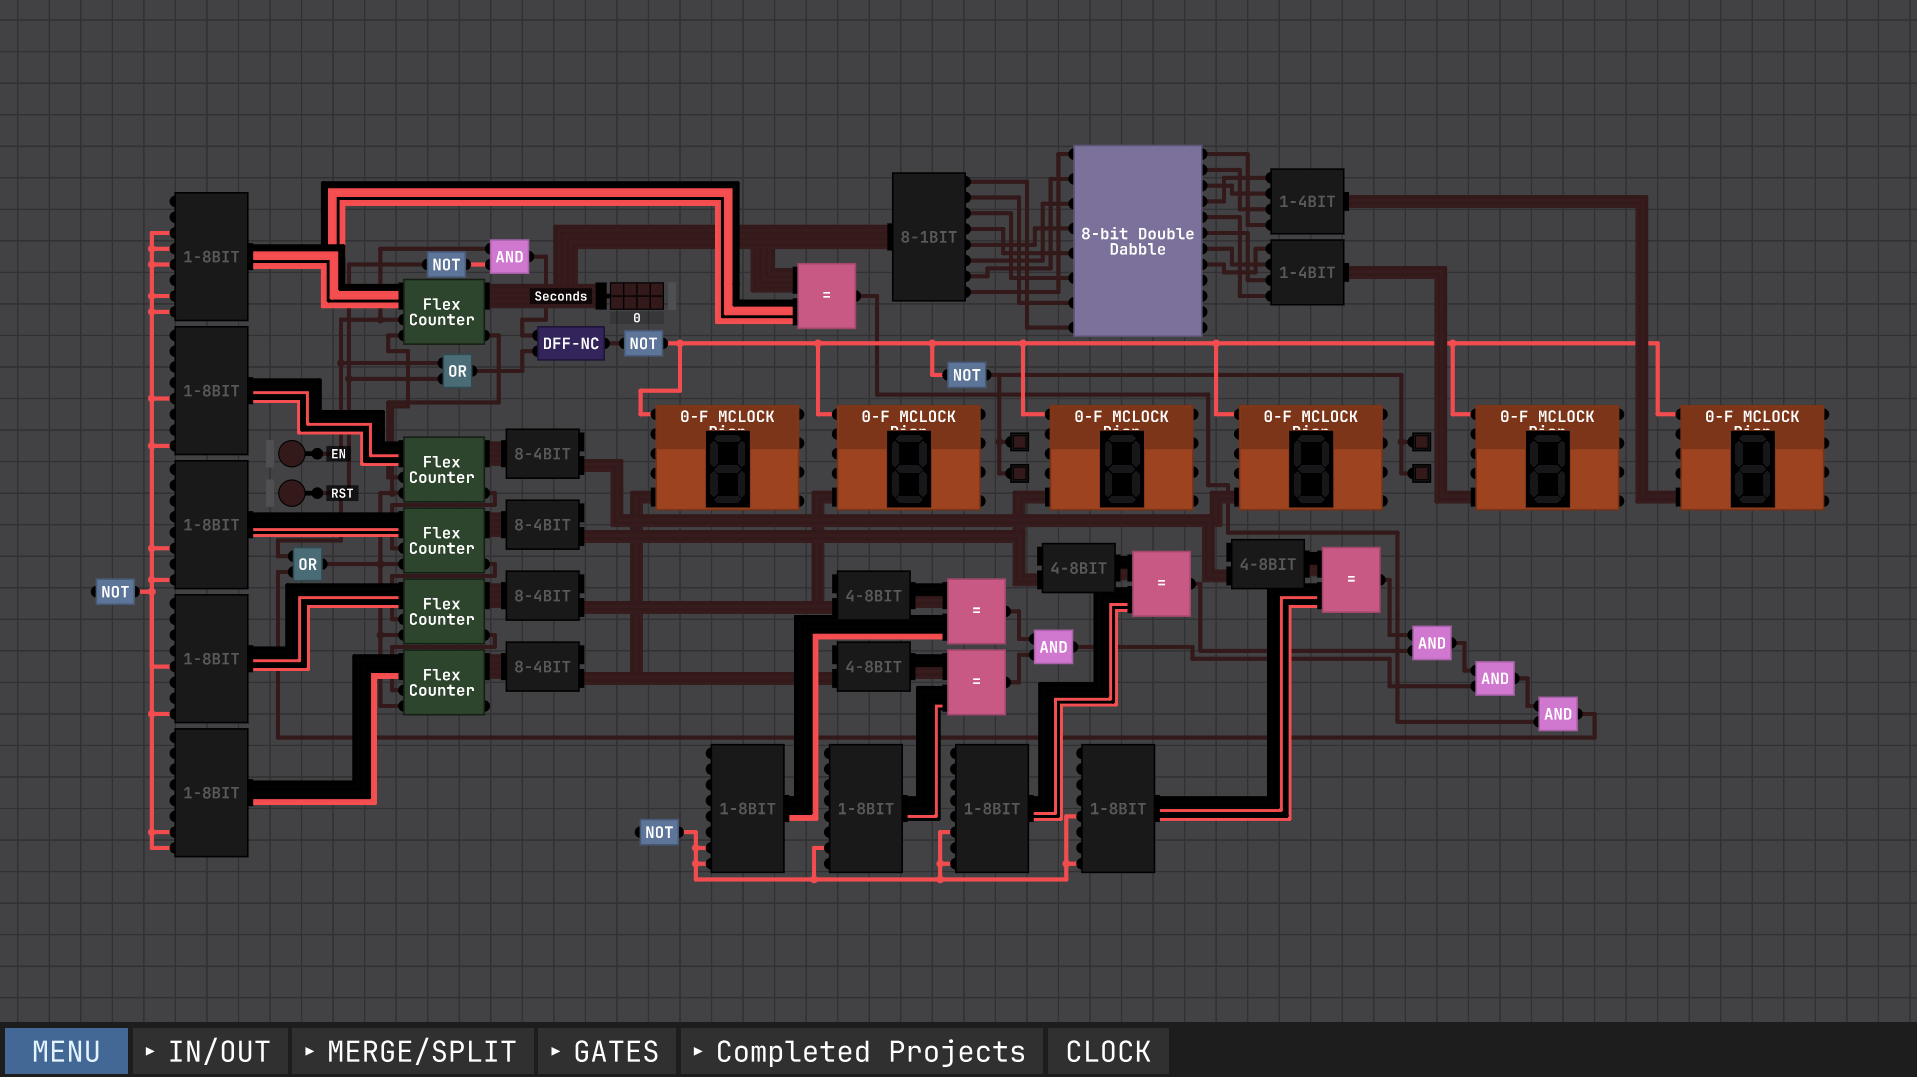 8-1BIT
8-bit Double
Dabble
1-4BIT
1-4BIT
1-8BIT
NOT
AND
Flex
Counter
Seconds
0
=
DFF-NC
NOT
OR
NOT
1-8BIT
EN
RST
Flex
Counter
8-4BIT
0-F MCLOCK
0-F MCLOCK
0-F MCLOCK
0-F MCLOCK
0-F MCLOCK
0-F MCLOCK
1-8BIT
Flex
Counter
8-4BIT
OR
NOT
Flex
Counter
8-4BIT
4-8BIT
=
4-8BIT
=
4-8BIT
=
1-8BIT
Flex
Counter
8-4BIT
4-8BIT
=
AND
AND
AND
AND
1-8BIT
NOT
1-8BIT
1-8BIT
1-8BIT
1-8BIT
MENU
▸ IN/OUT
▸ MERGE/SPLIT
▸ GATES
▸ Completed Projects
CLOCK